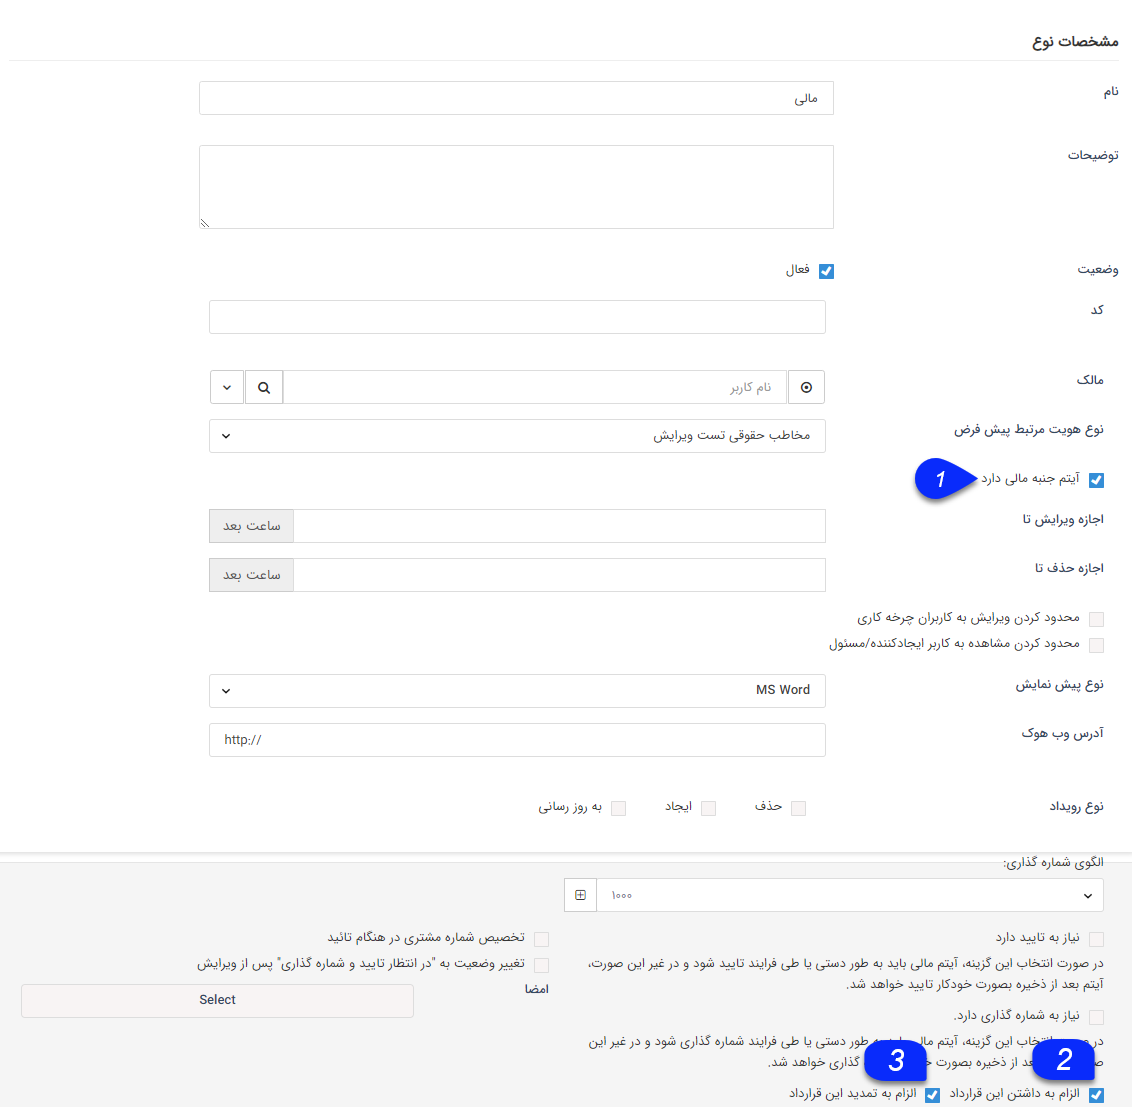 مشخصات نوع
نام
مالی
توضیحات
وضعیت
فعال
کد
مالک
نام کاربر
نوع هویت مرتبط پیش فرض
مخاطب حقوقی تست ویرایش
آیتم جنبه مالی دارد
1
اجازه ویرایش تا
ساعت بعد
اجازه حذف تا
ساعت بعد
محدود کردن ویرایش به کاربران چرخه کاری
محدود کردن مشاهده به کاربر ایجادکننده/مسئول
نوع پیش نمایش
MS Word
آدرس وب هوک
http://
نوع رویداد
حذف
ایجاد
به روز رسانی
الگوی شماره گذاری:
۱۰۰۰
نیاز به تایید دارد
در صورت انتخاب این گزینه، آیتم مالی باید به طور دستی یا طی فرایند تایید شود و در غیر این صورت،
آیتم بعد از ذخیره بصورت خودکار تایید خواهد شد.
نیاز به شماره گذاری دارد.
در انتخاب این گزینه، آیتم مالی به طور دستی یا طی فرایند شماره گذاری شود و در غیر این
از ذخیره بصورت گذاری خواهد شد.
2
3
الزام به داشتن این قرارداد
الزام به تمدید این قرارداد
تخصیص شماره مشتری در هنگام تائید
تغییر وضعیت به "در انتظار تایید و شماره گذاری" پس از ویرایش
امضا
Select